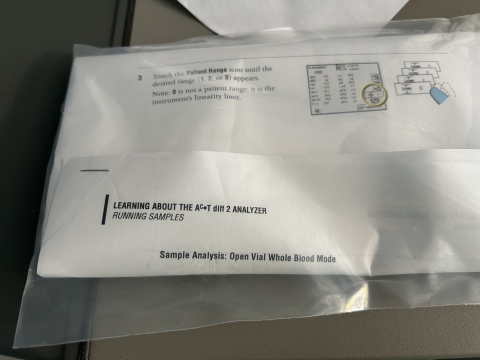 3 Touch the Patient Range icon until the
desired range (1, 2, or 3) appears.
Note: 0 is not a patient range; it is the
instrument's linearity limit.
LEARNING ABOUT THE AC•T diff 2 ANALYZER
RUNNING SAMPLES
Sample Analysis: Open Vial Whole Blood Mode